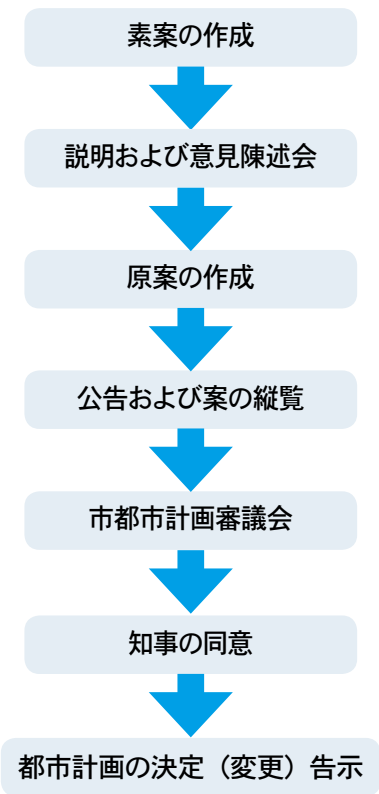 素案の作成
説明および意見陳述会
原案の作成
公告および案の縦覧
市都市計画審議会
知事の同意
都市計画の決定（変更）告示